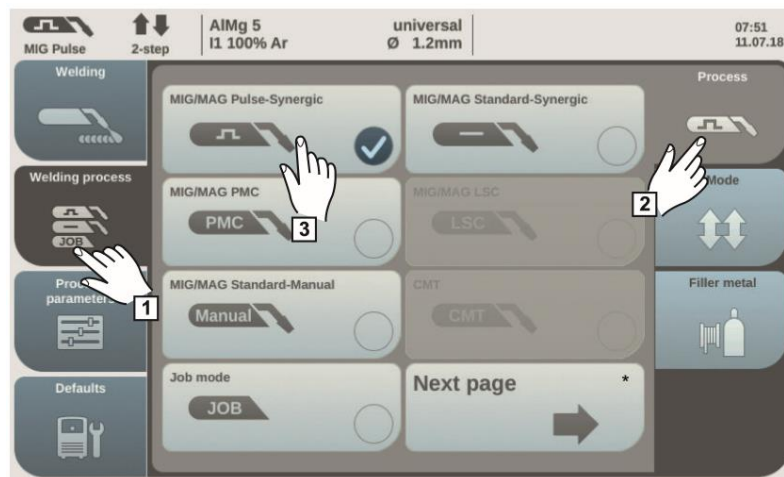 MIG Pulse
2-step
AlMg 5
I1 100% Ar
universal
Ø 1.2mm
07:51
11.07.18
Welding
Welding process
JOB
1
Defaults
MIG/MAG Pulse-Synergic
3
MIG/MAG Standard-Synergic
MIG/MAG PMC
PMC
MIG/MAG LSC
LSC
MIG/MAG Standard-Manual
Manual
CMT
CMT
Job mode
JOB
Next page *
Process
2
Mode
Filler metal